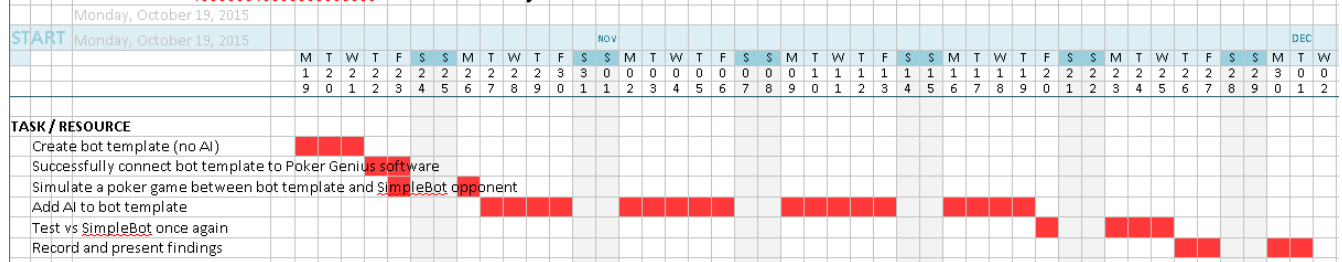 Monday, October 19, 2015
START Monday, October 19, 2015 NOV DEC
M T W T F S S M T W T F S S M T W T F S S M T W T F S S M T W T F S S M T W T F S S M T W
1 2 2 2 2 2 2 2 2 2 2 3 3 0 0 0 0 0 0 0 0 0 1 1 1 1 1 1 1 1 1 1 2 2 2 2 2 2 2 2 2 2 3 0 0
9 0 1 2 3 4 5 6 7 8 9 0 1 1 2 3 4 5 6 7 8 9 0 1 2 3 4 5 6 7 8 9 0 1 2 3 4 5 6 7 8 9 0 1 2
TASK / RESOURCE
Create bot template (no AI)
Successfully connect bot template to Poker Genius software
Simulate a poker game between bot template and SimpleBot opponent
Add AI to bot template
Test vs SimpleBot once again
Record and present findings